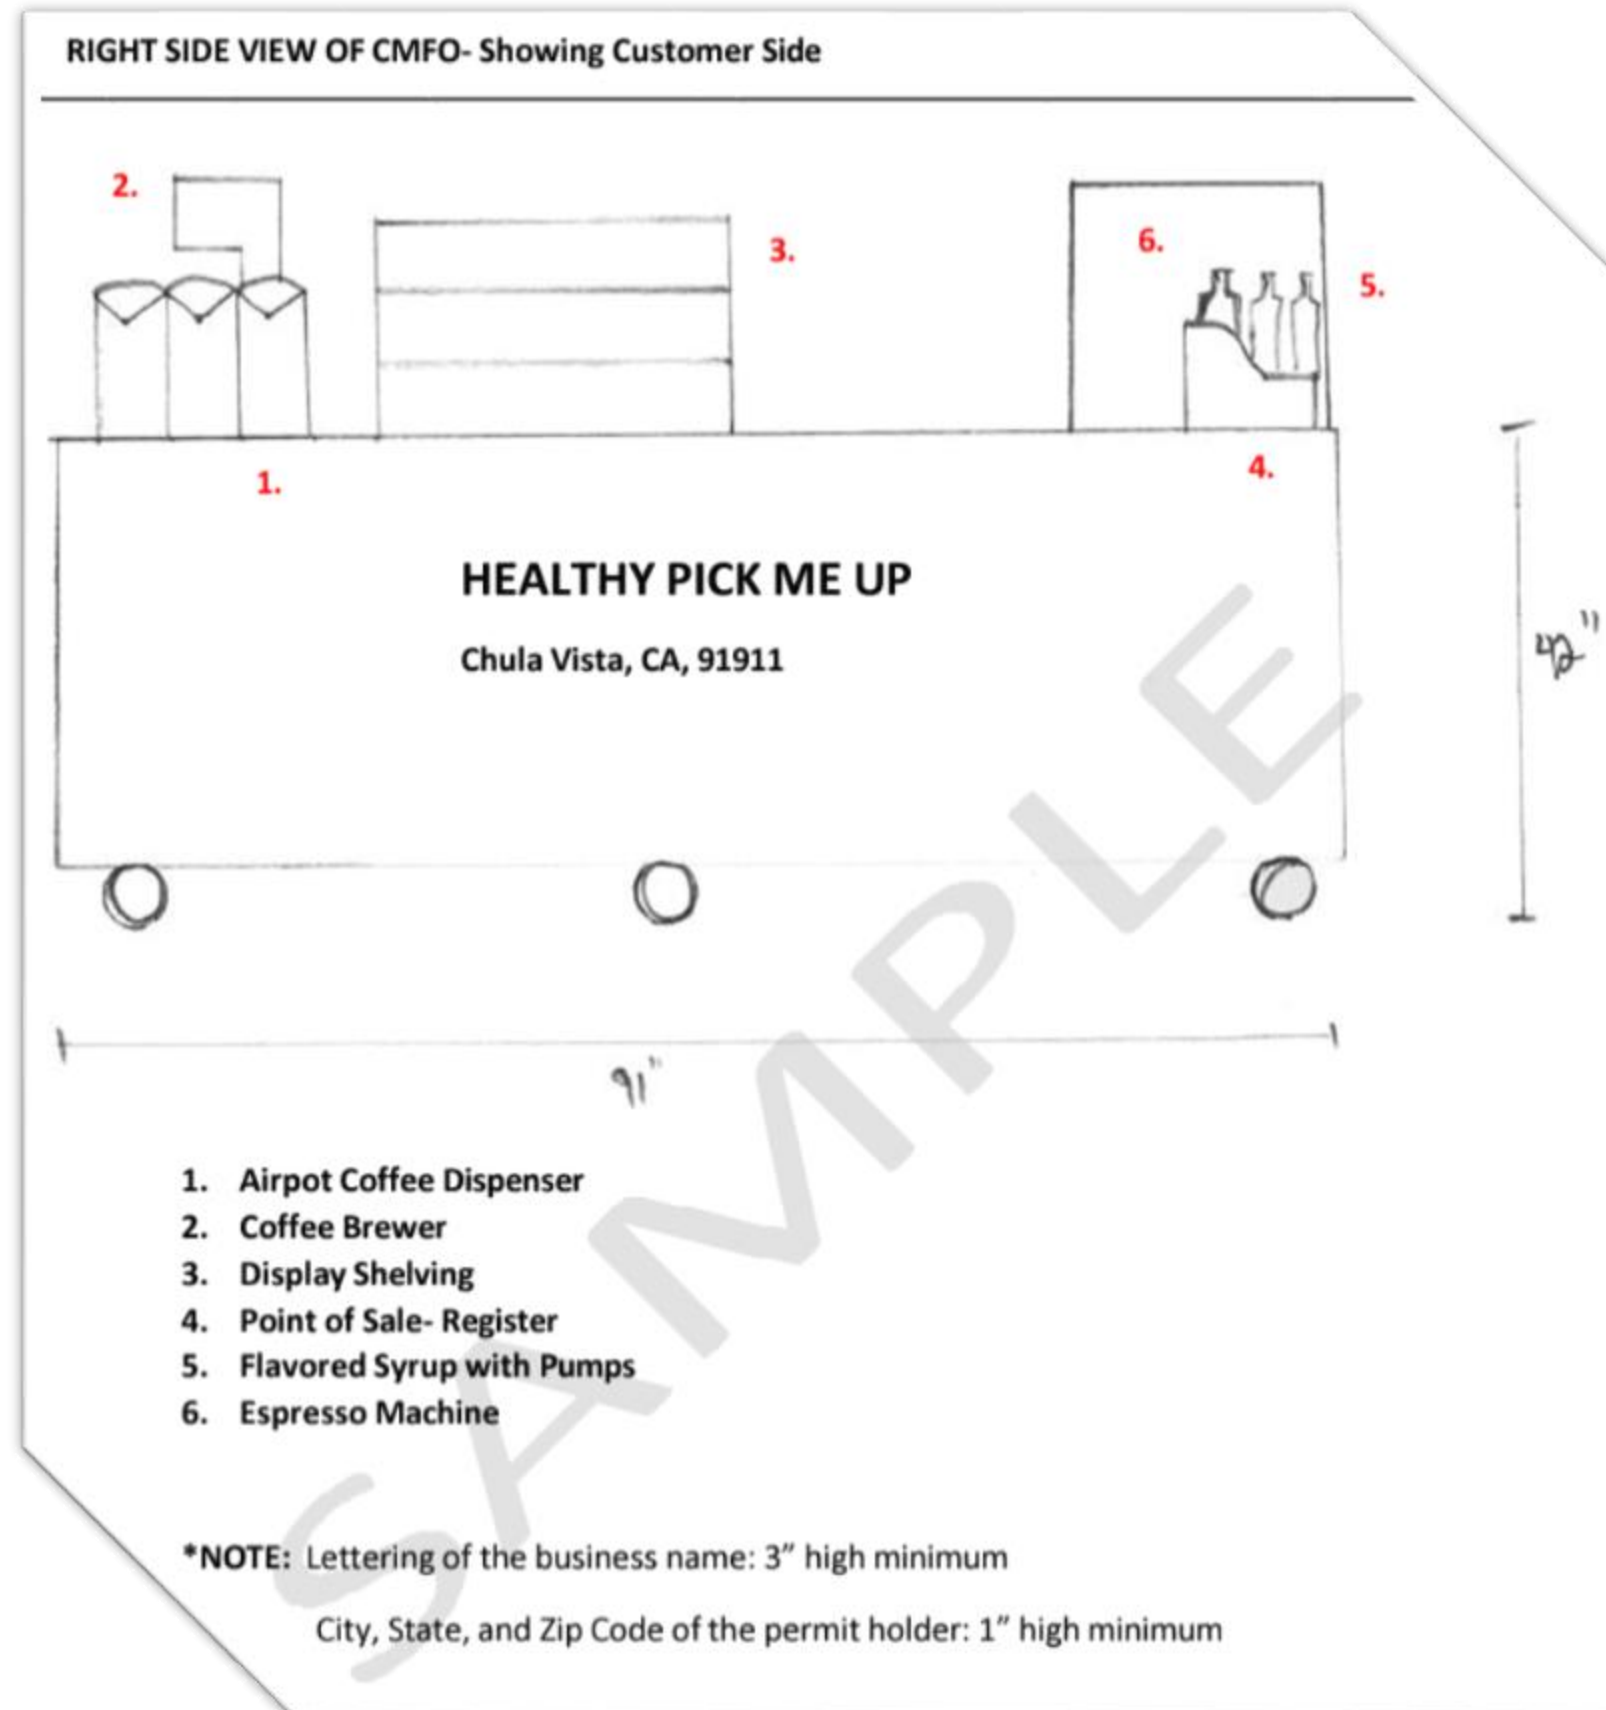 RIGHT SIDE VIEW OF CMFO- Showing Customer Side
2.
3.
6.
5.
1.
4.
HEALTHY PICK ME UP
Chula Vista, CA, 91911
42"
91"
1. Airpot Coffee Dispenser
2. Coffee Brewer
3. Display Shelving
4. Point of Sale- Register
5. Flavored Syrup with Pumps
6. Espresso Machine
*NOTE: Lettering of the business name: 3" high minimum
City, State, and Zip Code of the permit holder: 1" high minimum
SAMPLE